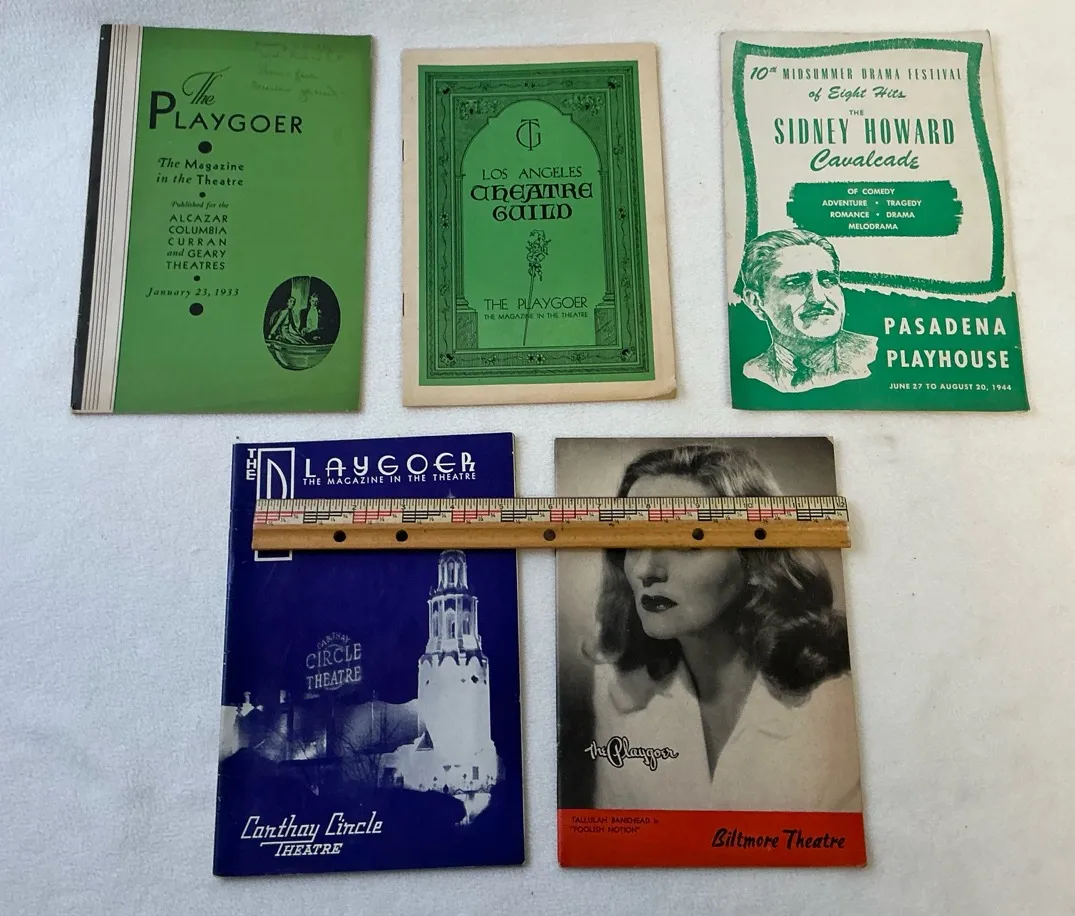 The
PLAYGOER
The Magazine
in the Theatre
Published for the
ALCAZAR
COLUMBIA
CURRAN
and GEARY
THEATRES
January 23, 1933
TG
LOS ANGELES
THEATRE
GUILD
THE PLAYGOER
THE MAGAZINE IN THE THEATRE
10th MIDSUMMER DRAMA FESTIVAL
of Eight Hits
THE
SIDNEY HOWARD
Cavalcade
OF COMEDY
ADVENTURE • TRAGEDY
ROMANCE • DRAMA
MELODRAMA
PASADENA
PLAYHOUSE
JUNE 27 TO AUGUST 20, 1944
THE PLAYGOER
THE MAGAZINE IN THE THEATRE
CARTHAY
CIRCLE
THEATRE
Carthay Circle
THEATRE
The Playgoer
TALLULAH BANKHEAD in
"FOOLISH NOTION"
Biltmore Theatre